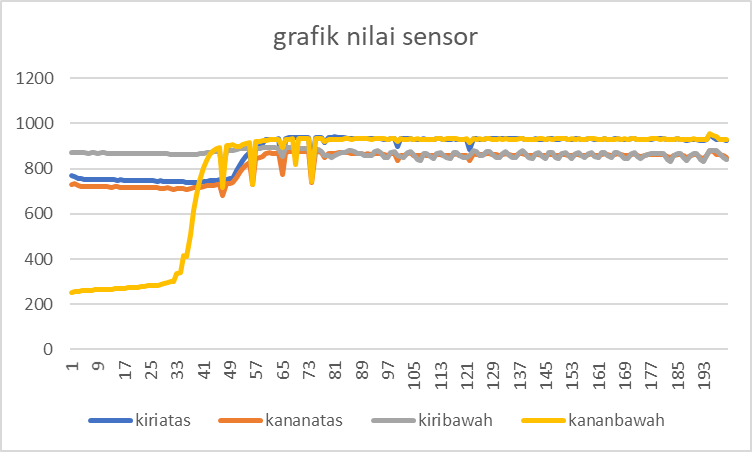 grafik nilai sensor
1200
1000
800
600
400
200
0
1 9 17 25 33 41 49 57 65 73 81 89 97 105 113 121 129 137 145 153 161 169 177 185 193
kiriatas kananatas kiribawah kananbawah